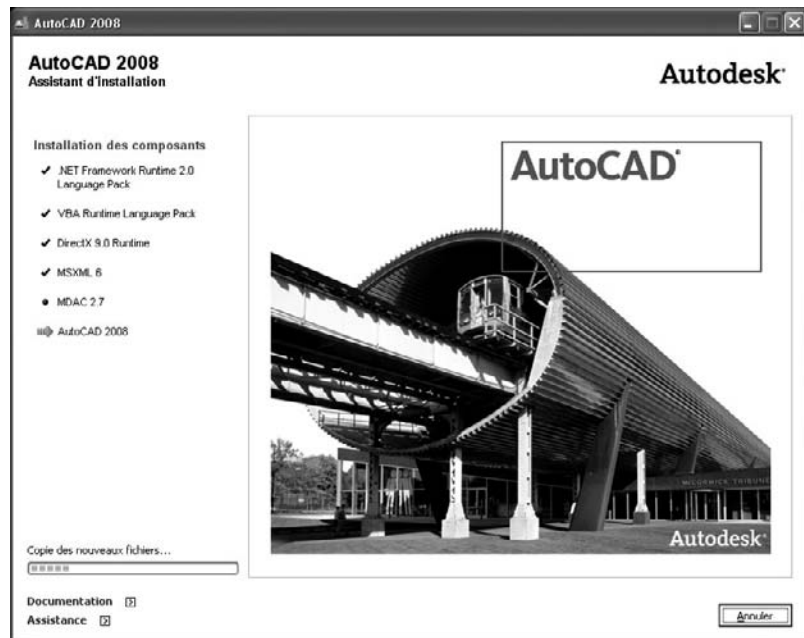 AutoCAD 2008
AutoCAD 2008
Assistant d'installation
Autodesk
Installation des composants
.NET Framework Runtime 2.0
Language Pack
VBA Runtime Language Pack
DirectX 9.0 Runtime
MSXML 6
MDAC 2.7
AutoCAD 2008
AutoCAD
McCORMICK TRIBUNE
Autodesk
Copie des nouveaux fichiers...
Documentation
Assistance
Annuler